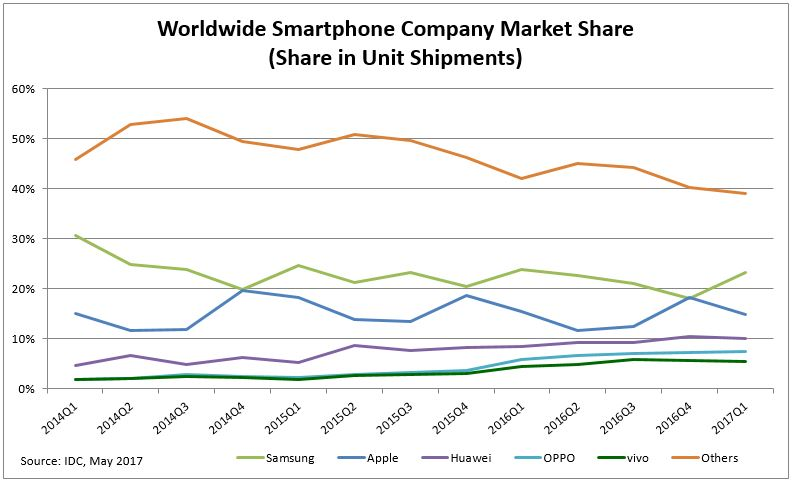 Worldwide Smartphone Company Market Share
(Share in Unit Shipments)
60%
50%
40%
30%
20%
10%
0%
2014Q1 2014Q2 2014Q3 2014Q4 2015Q1 2015Q2 2015Q3 2015Q4 2016Q1 2016Q2 2016Q3 2016Q4 2017Q1
Source: IDC, May 2017 Samsung Apple Huawei OPPO vivo Others